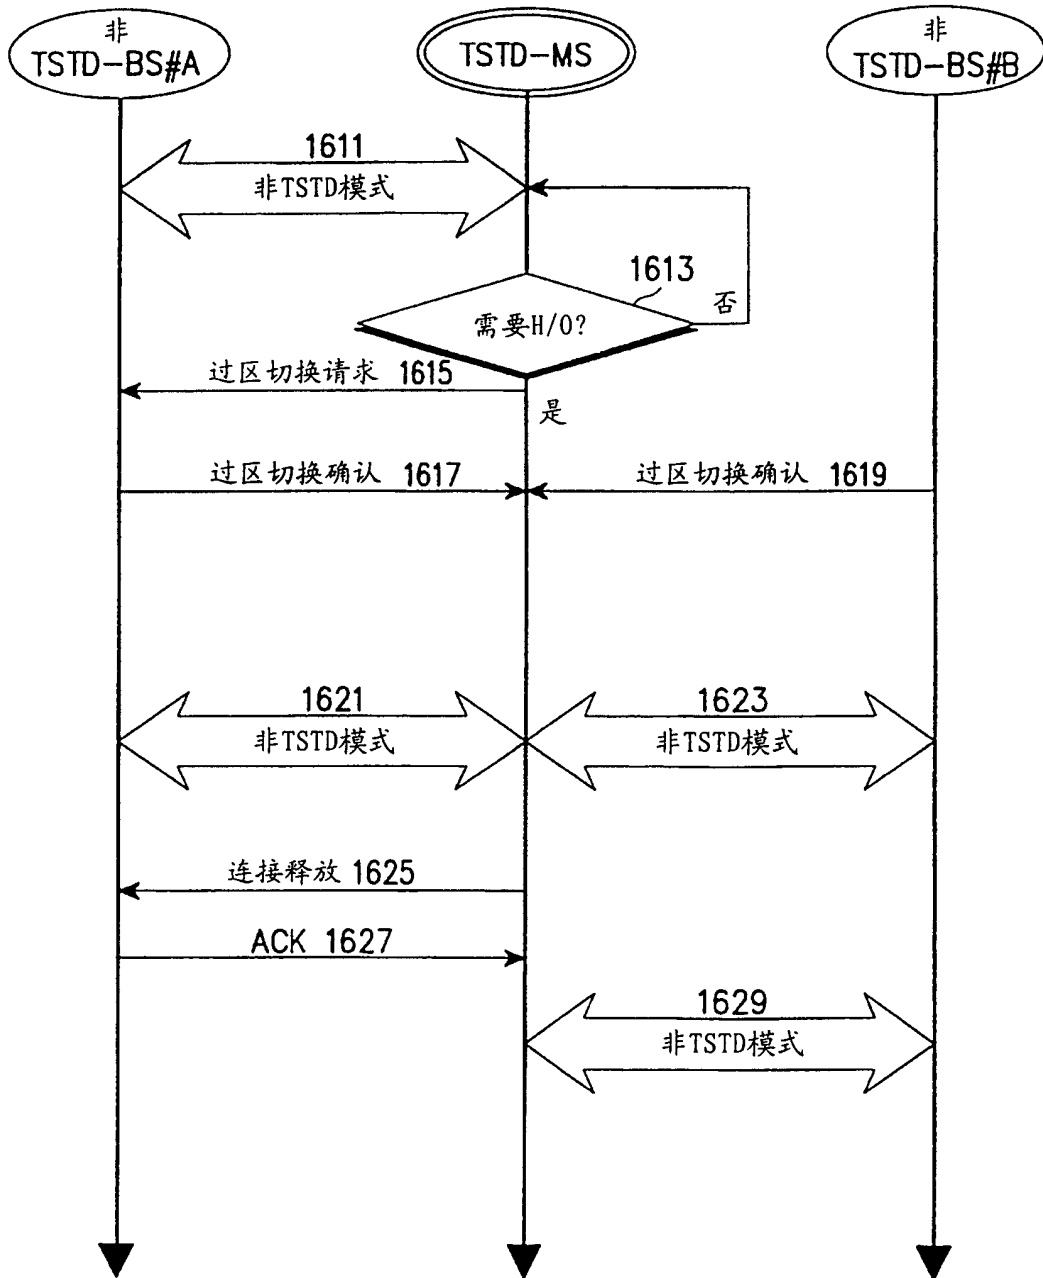 非
TSTD-BS#A
TSTD-MS
非
TSTD-BS#B
1611
非TSTD模式
1613
否
需要H/O?
过区切换请求 1615
是
过区切换确认 1617
过区切换确认 1619
1621
非TSTD模式
1623
非TSTD模式
连接释放 1625
ACK 1627
1629
非TSTD模式